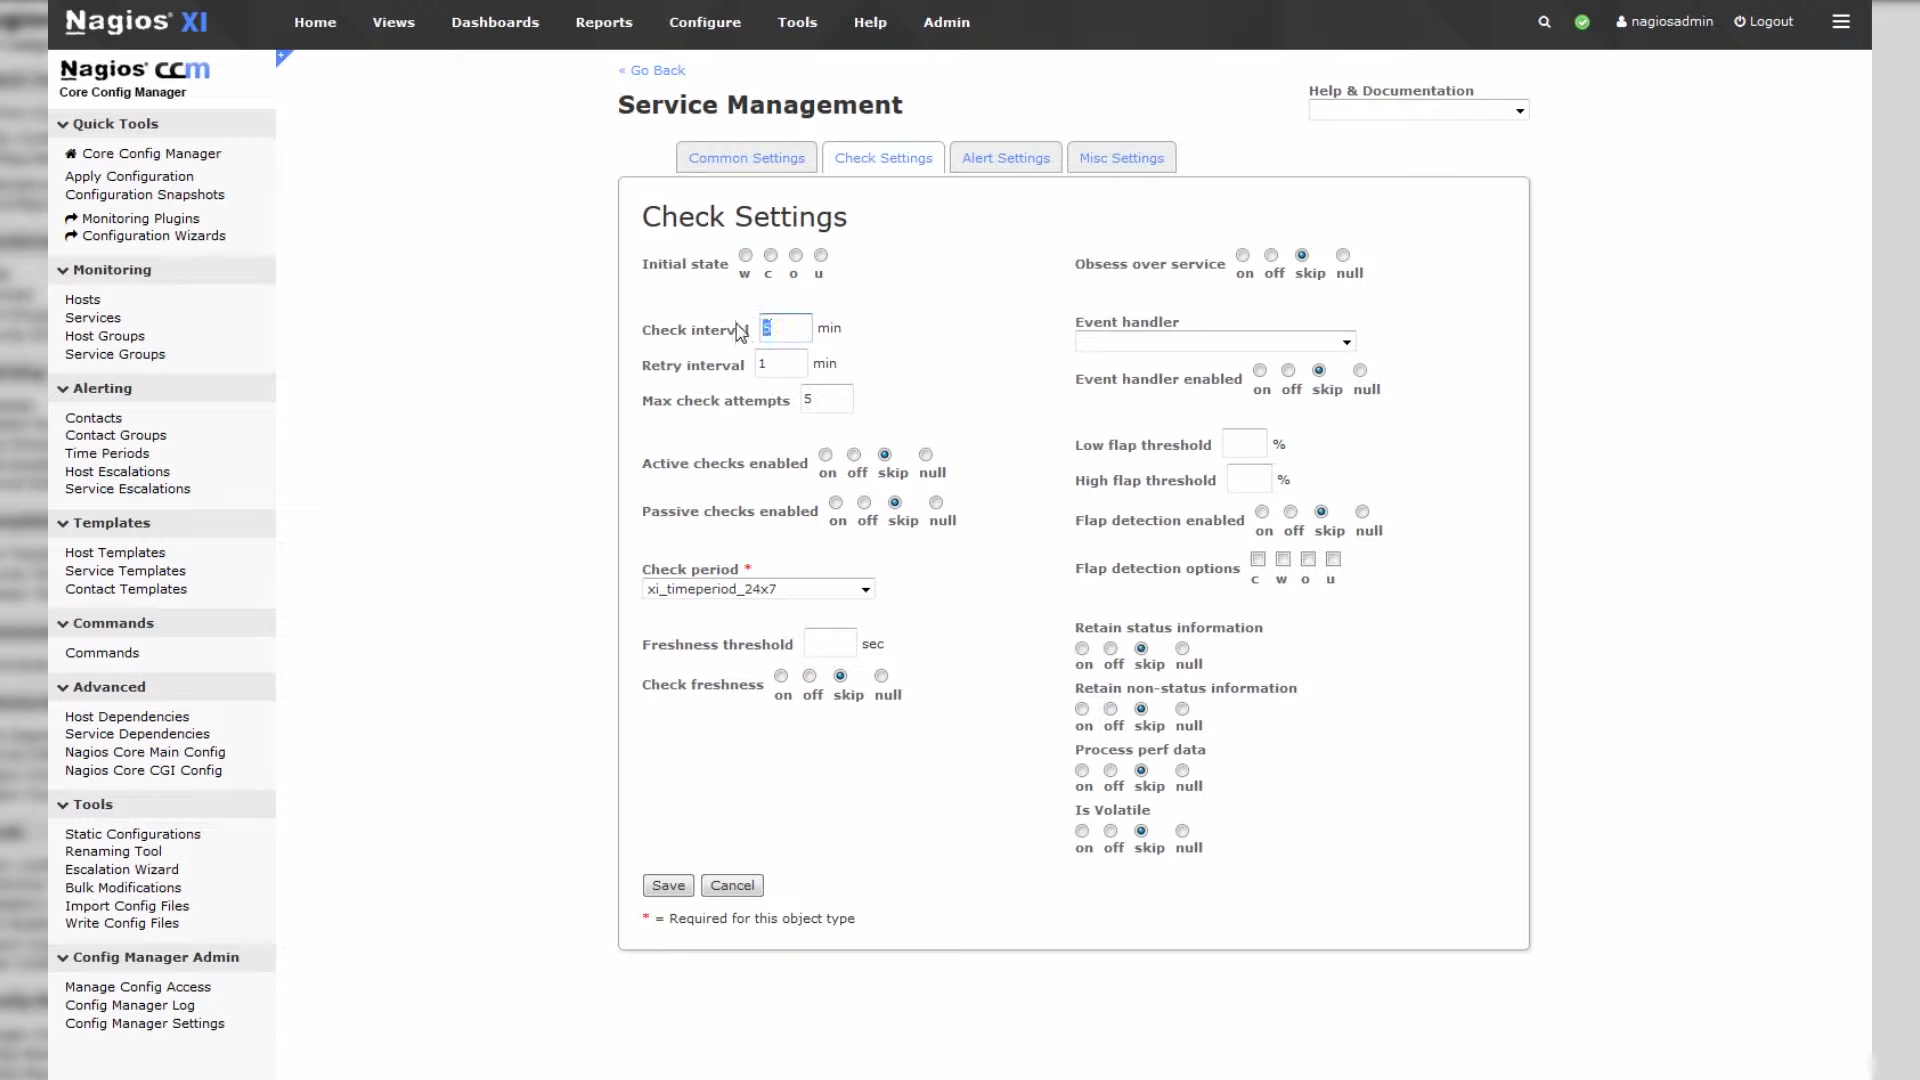 Nagios XI
Home Views Dashboards Reports Configure Tools Help Admin
nagiosadmin Logout
Nagios CCM
Core Config Manager
Quick Tools
Core Config Manager
Apply Configuration
Configuration Snapshots
Monitoring Plugins
Configuration Wizards
Monitoring
Hosts
Services
Host Groups
Service Groups
Alerting
Contacts
Contact Groups
Time Periods
Host Escalations
Service Escalations
Templates
Host Templates
Service Templates
Contact Templates
Commands
Commands
Advanced
Host Dependencies
Service Dependencies
Nagios Core Main Config
Nagios Core CGI Config
Tools
Static Configurations
Renaming Tool
Escalation Wizard
Bulk Modifications
Import Config Files
Write Config Files
Config Manager Admin
Manage Config Access
Config Manager Log
Config Manager Settings
« Go Back
Service Management
Help & Documentation
Common Settings Check Settings Alert Settings Misc Settings
Check Settings
Initial state
w c o u
Check interval 5 min
Retry interval 1 min
Max check attempts 5
Active checks enabled
on off skip null
Passive checks enabled
on off skip null
Check period *
xi_timeperiod_24x7
Freshness threshold sec
Check freshness
on off skip null
Obsess over service
on off skip null
Event handler
Event handler enabled
on off skip null
Low flap threshold %
High flap threshold %
Flap detection enabled
on off skip null
Flap detection options
c w o u
Retain status information
on off skip null
Retain non-status information
on off skip null
Process perf data
on off skip null
Is Volatile
on off skip null
Save Cancel
* = Required for this object type